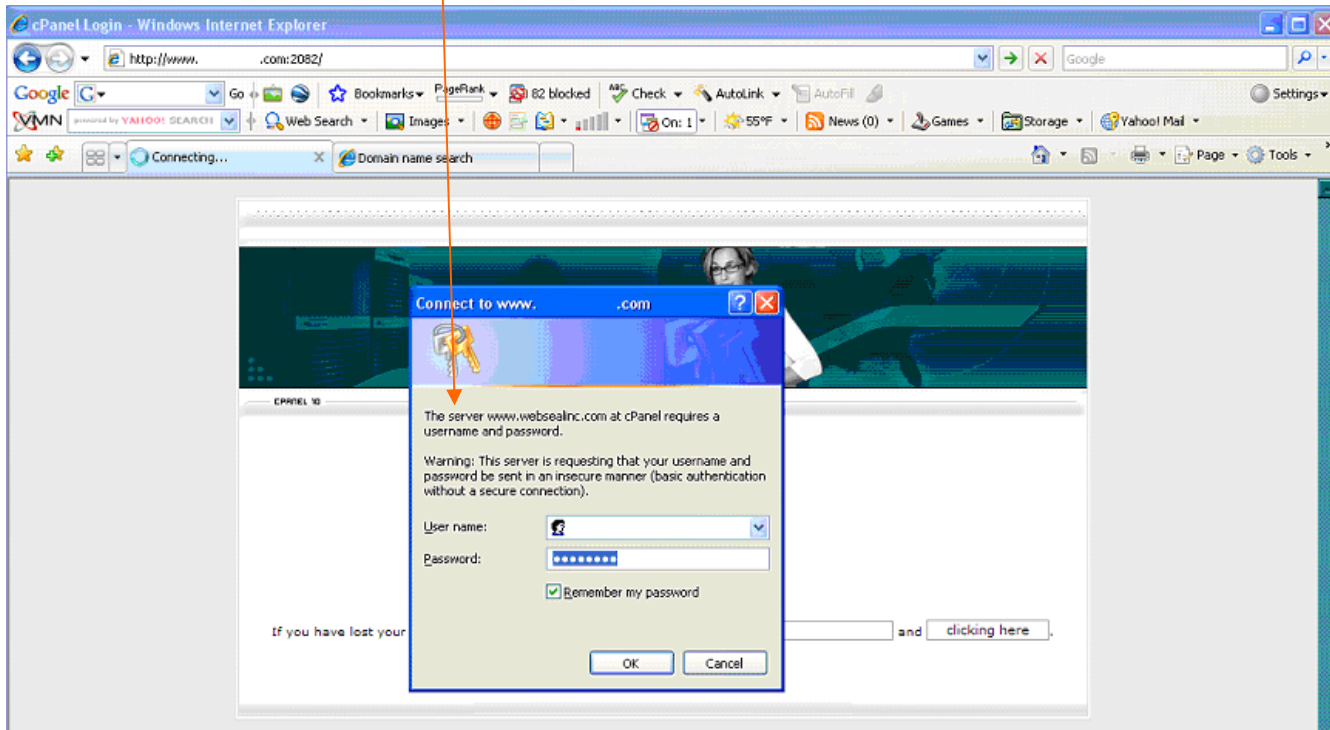 cPanel Login - Windows Internet Explorer
http://www. .com:2082/
Google
Google G Go Bookmarks PageRank 82 blocked ABC Check AutoLink AutoFill Settings
MN powered by YAHOO! SEARCH Web Search Images On: 1 55°F News (0) Games Storage Yahoo! Mail
Connecting... X Domain name search Page Tools
Connect to www. .com
CPANEL 10
The server www.websealinc.com at cPanel requires a
username and password.
Warning: This server is requesting that your username and
password be sent in an insecure manner (basic authentication
without a secure connection).
User name:
Password:
Remember my password
If you have lost your and clicking here .
OK Cancel